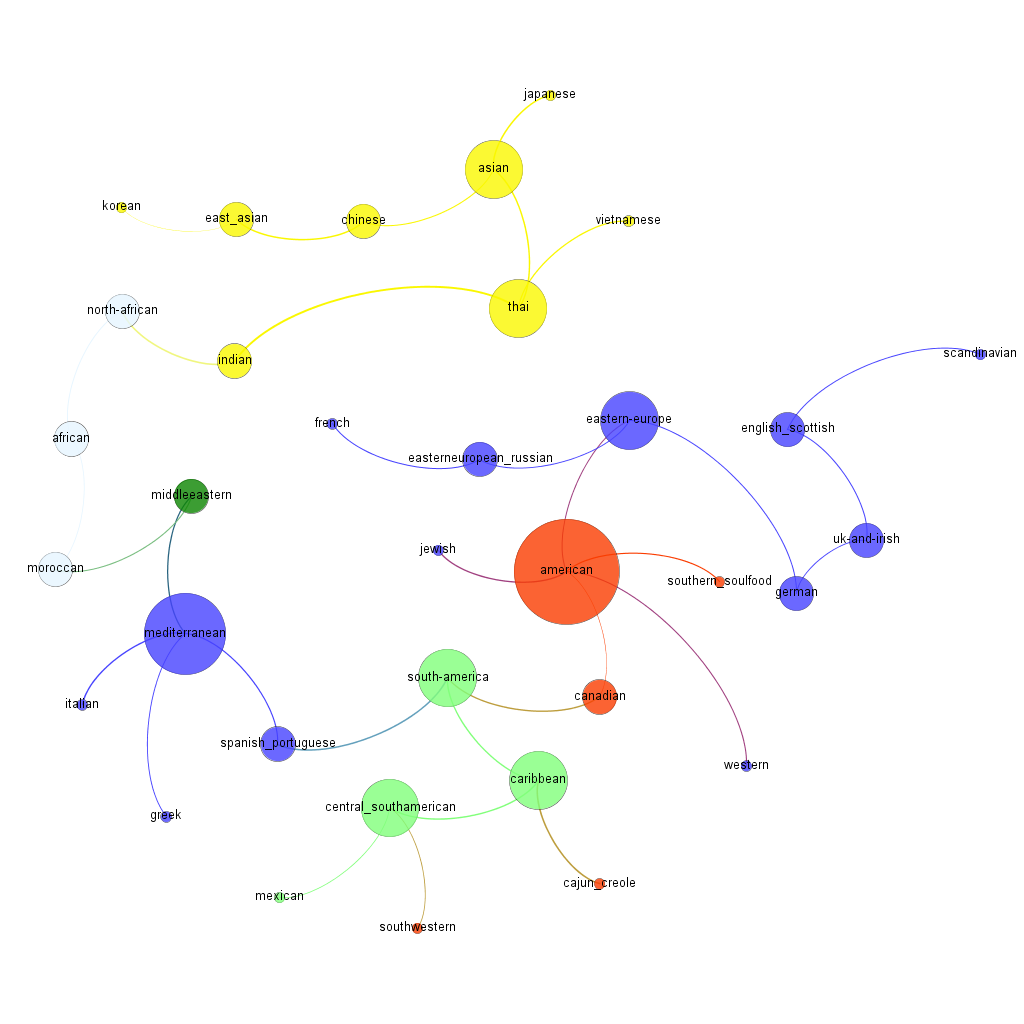 japanese
asian
korean
east_asian
chinese
vietnamese
north-african
thai
indian
scandinavian
french
eastern-europe
english_scottish
african
easterneuropean_russian
middleeastern
uk-and-irish
jewish
moroccan
american
southern_soulfood
german
mediterranean
south-america
canadian
italian
spanish_portuguese
western
caribbean
central_southamerican
greek
cajun_creole
mexican
southwestern